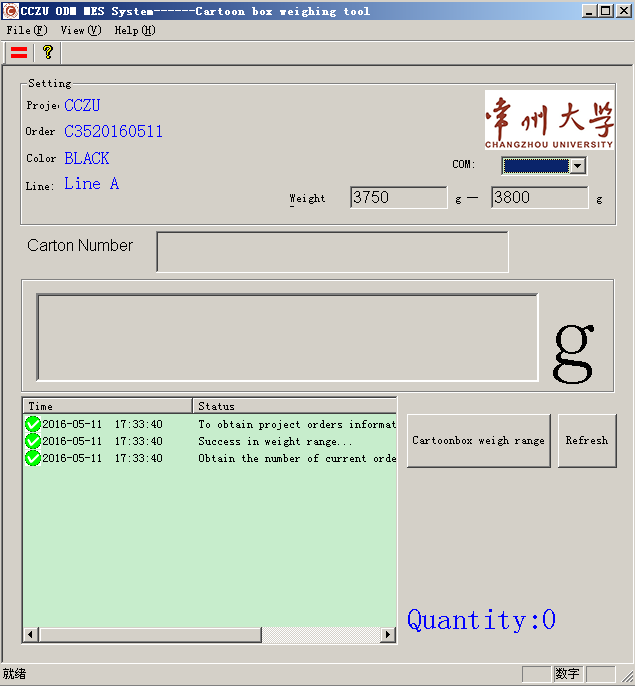 CCZU ODM MES System------Cartoon box weighing tool
File(F) View(V) Help(H)
Setting
Proje CCZU
Order C3520160511
Color BLACK
Line: Line A
常州大学
CHANGZHOU UNIVERSITY
COM:
Weight 3750 g — 3800 g
Carton Number
g
Time Status
2016-05-11 17:33:40 To obtain project orders informat
2016-05-11 17:33:40 Success in weight range...
2016-05-11 17:33:40 Obtain the number of current orde
Cartoonbox weigh range
Refresh
Quantity:0
就绪
数字